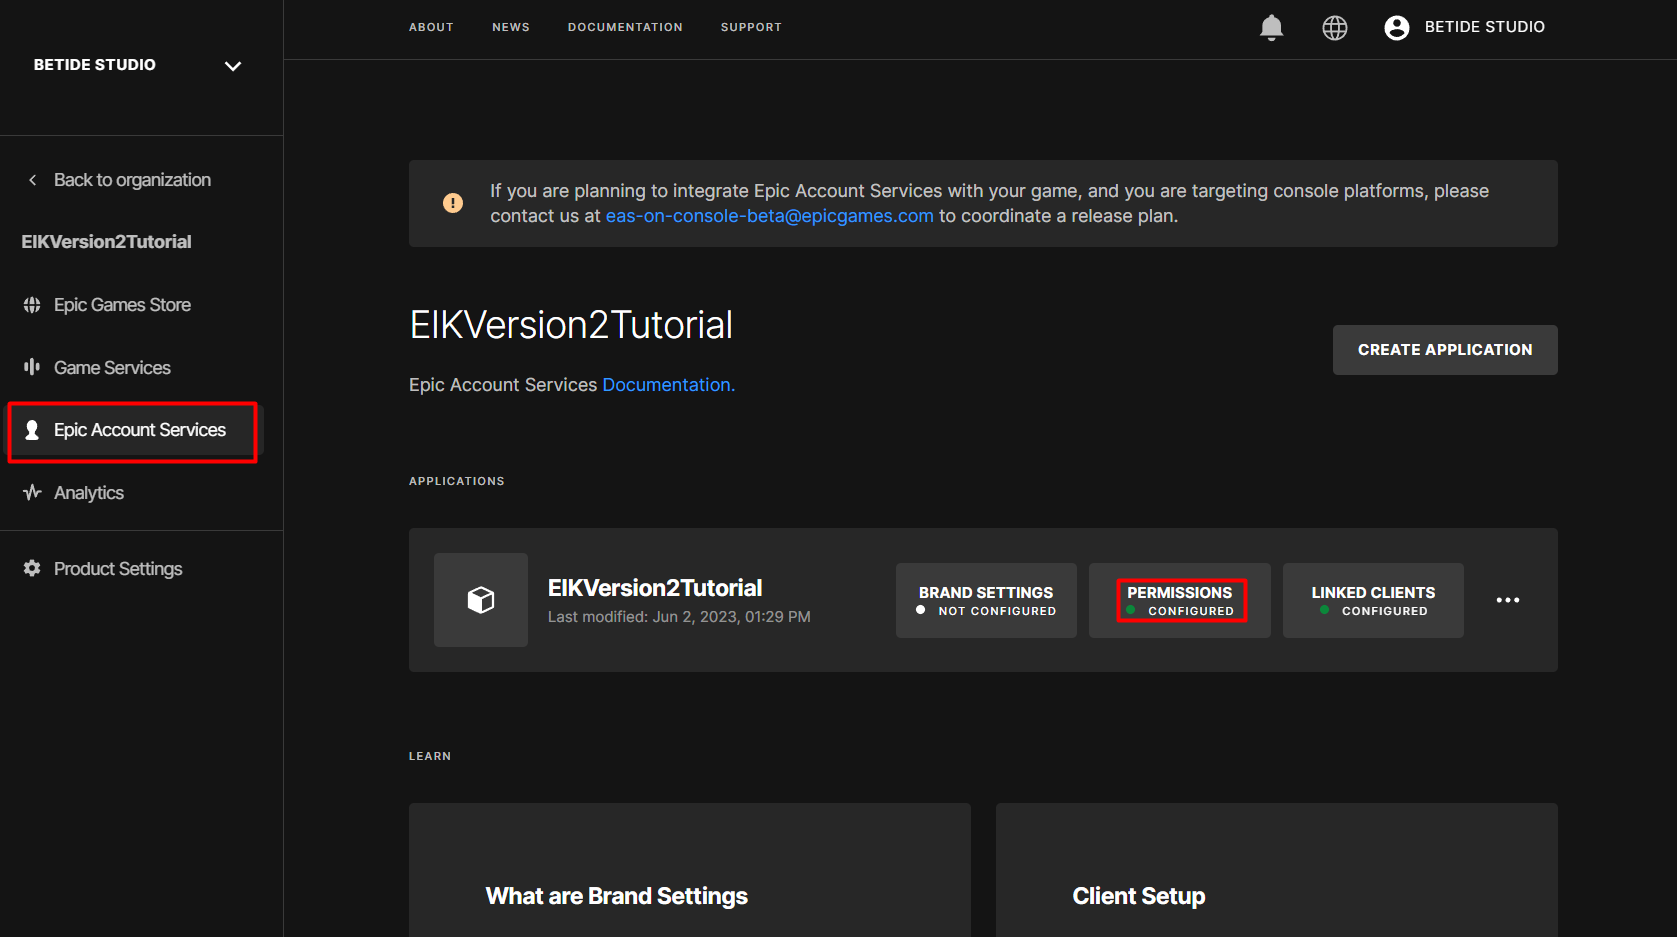 BETIDE STUDIO
Back to organization
EIKVersion2Tutorial
Epic Games Store
Game Services
Epic Account Services
Analytics
Product Settings
ABOUT NEWS DOCUMENTATION SUPPORT
BETIDE STUDIO
If you are planning to integrate Epic Account Services with your game, and you are targeting console platforms, please
contact us at eas-on-console-beta@epicgames.com to coordinate a release plan.
EIKVersion2Tutorial
Epic Account Services Documentation.
CREATE APPLICATION
APPLICATIONS
EIKVersion2Tutorial
Last modified: Jun 2, 2023, 01:29 PM
BRAND SETTINGS
NOT CONFIGURED
PERMISSIONS
CONFIGURED
LINKED CLIENTS
CONFIGURED
LEARN
What are Brand Settings
Client Setup